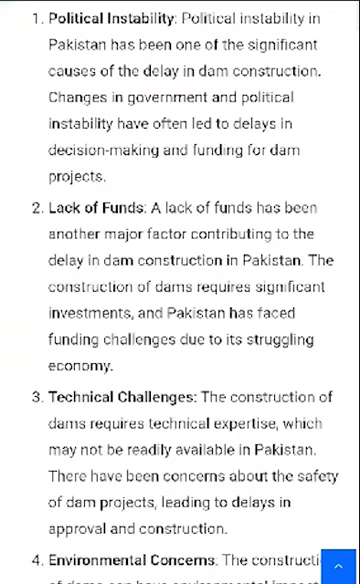 1. Political Instability: Political instability in
Pakistan has been one of the significant
causes of the delay in dam construction.
Changes in government and political
instability have often led to delays in
decision-making and funding for dam
projects.
2. Lack of Funds: A lack of funds has been
another major factor contributing to the
delay in dam construction in Pakistan. The
construction of dams requires significant
investments, and Pakistan has faced
funding challenges due to its struggling
economy.
3. Technical Challenges: The construction of
dams requires technical expertise, which
may not be readily available in Pakistan.
There have been concerns about the safety
of dam projects, leading to delays in
approval and construction.
4. Environmental Concerns: The constructi